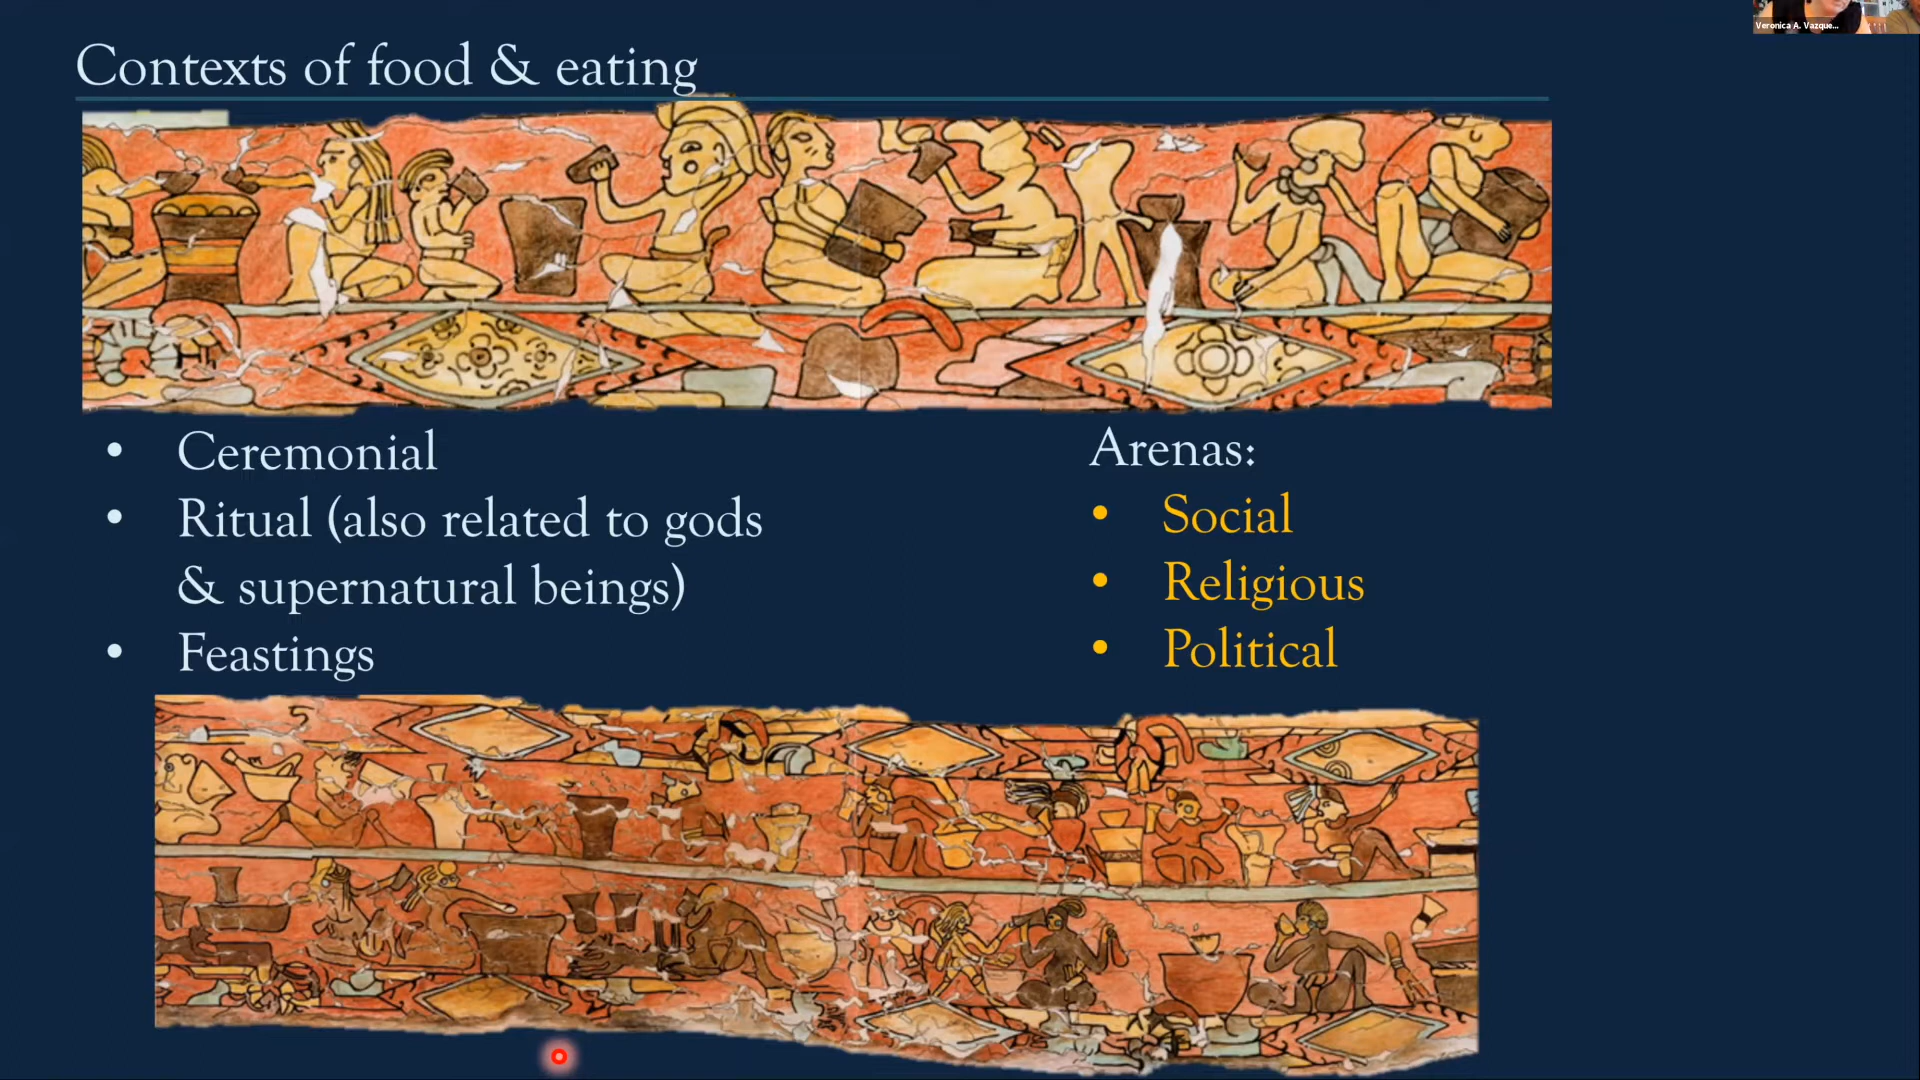 Veronica A. Vazque...
Contexts of food & eating
• Ceremonial
• Ritual (also related to gods
& supernatural beings)
• Feastings
Arenas:
• Social
• Religious
• Political